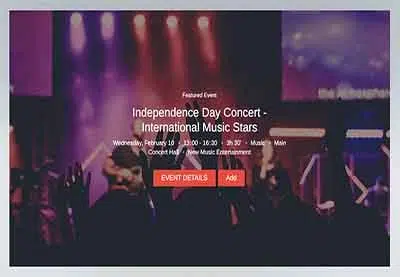 Featured Event
Independence Day Concert -
International Music Stars
Wednesday, February 10 • 13:00 - 16:30 • 3h 30' • Music • Main
Concert Hall • New Music Entertainment
EVENT DETAILS Add